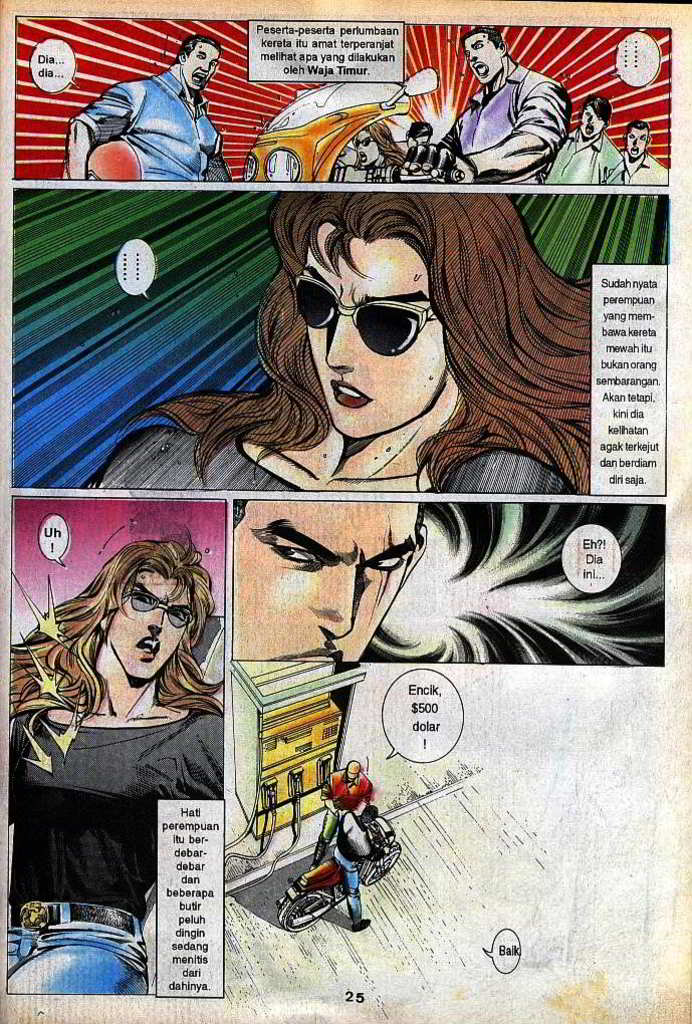 Peserta-peserta perlumbaan
kereta itu amat terperanjat
melihat apa yang dilakukan
oleh Waja Timur.
Dia...
dia...
Sudah nyata
perempuan
yang mem-
bawa kereta
mewah itu
bukan orang
sembarangan.
Akan tetapi,
kini dia
kelihatan
agak terkejut
dan berdiam
diri saja.
Uh
!
Hati
perempuan
itu ber-
debar-
debar
dan
beberapa
butir
peluh
dingin
sedang
menitis
dari
dahinya.
Eh?!
Dia
ini...
Encik,
$500
dolar
!
Baik.
25